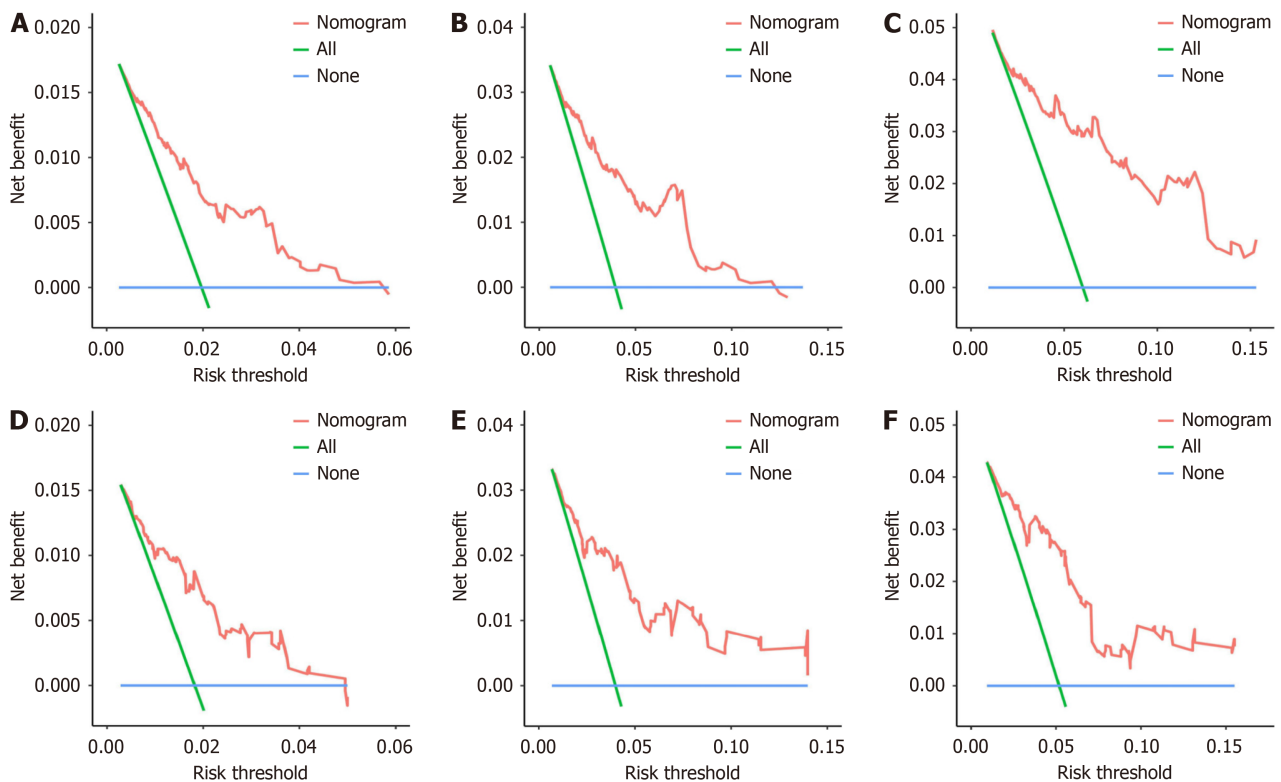 A
Net benefit
0.020
0.015
0.010
0.005
0.000
0.00 0.02 0.04 0.06
Risk threshold
Nomogram
All
None
B
Net benefit
0.04
0.03
0.02
0.01
0.00
0.00 0.05 0.10 0.15
Risk threshold
Nomogram
All
None
C
Net benefit
0.05
0.04
0.03
0.02
0.01
0.00
0.00 0.05 0.10 0.15
Risk threshold
Nomogram
All
None
D
Net benefit
0.020
0.015
0.010
0.005
0.000
0.00 0.02 0.04 0.06
Risk threshold
Nomogram
All
None
E
Net benefit
0.04
0.03
0.02
0.01
0.00
0.00 0.05 0.10 0.15
Risk threshold
Nomogram
All
None
F
Net benefit
0.05
0.04
0.03
0.02
0.01
0.00
0.00 0.05 0.10 0.15
Risk threshold
Nomogram
All
None